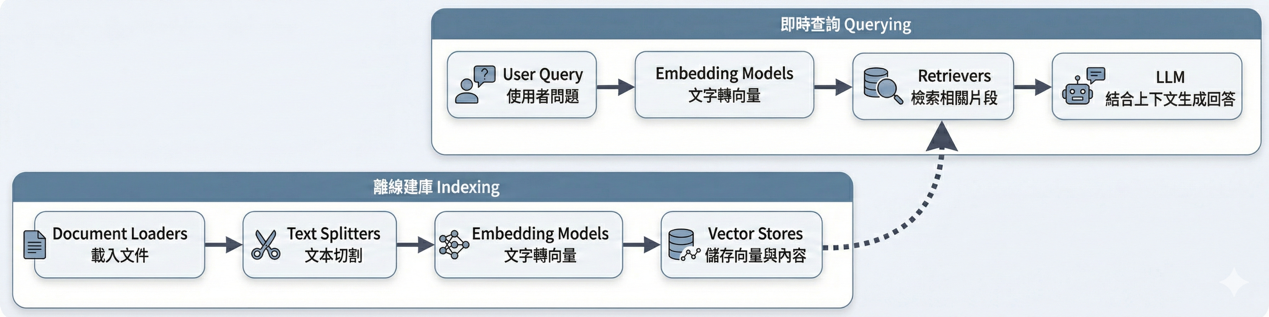 即時查詢 Querying
User Query
使用者問題
Embedding Models
文字轉向量
Retrievers
檢索相關片段
LLM
結合上下文生成回答
離線建庫 Indexing
Document Loaders
載入文件
Text Splitters
文本切割
Embedding Models
文字轉向量
Vector Stores
儲存向量與內容